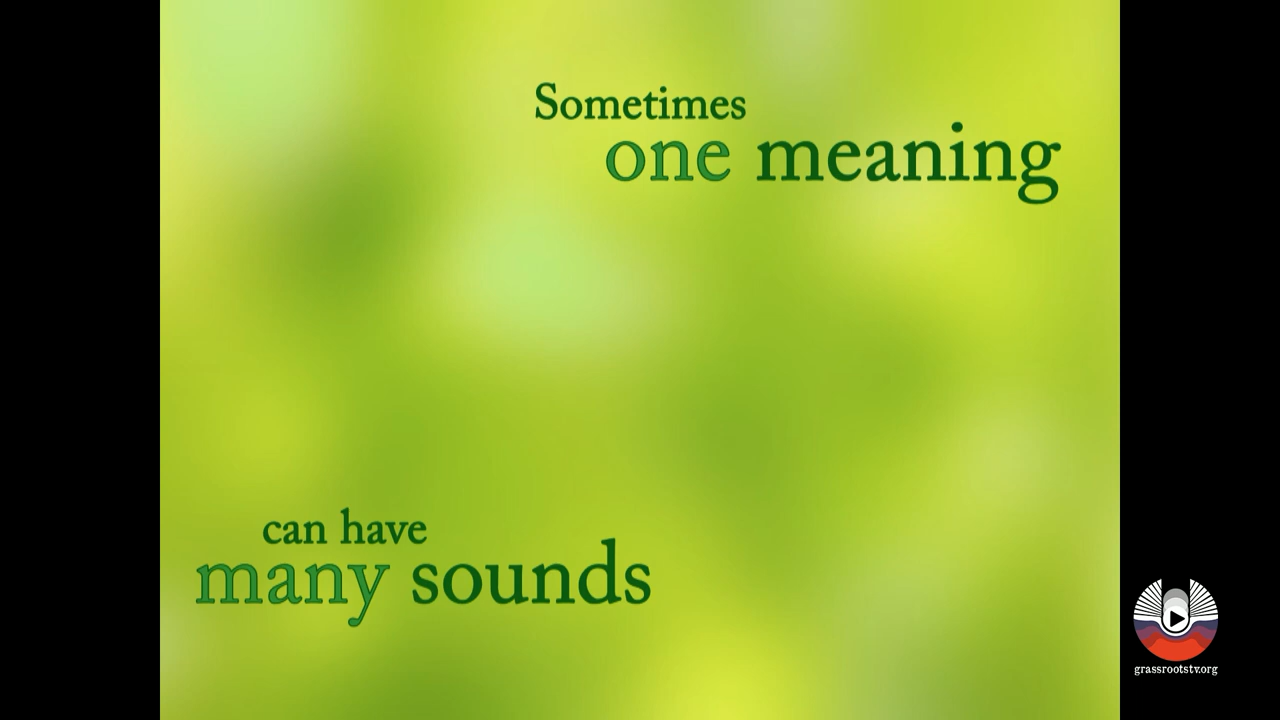 Sometimes
one meaning
can have
many sounds
grassrootstv.org